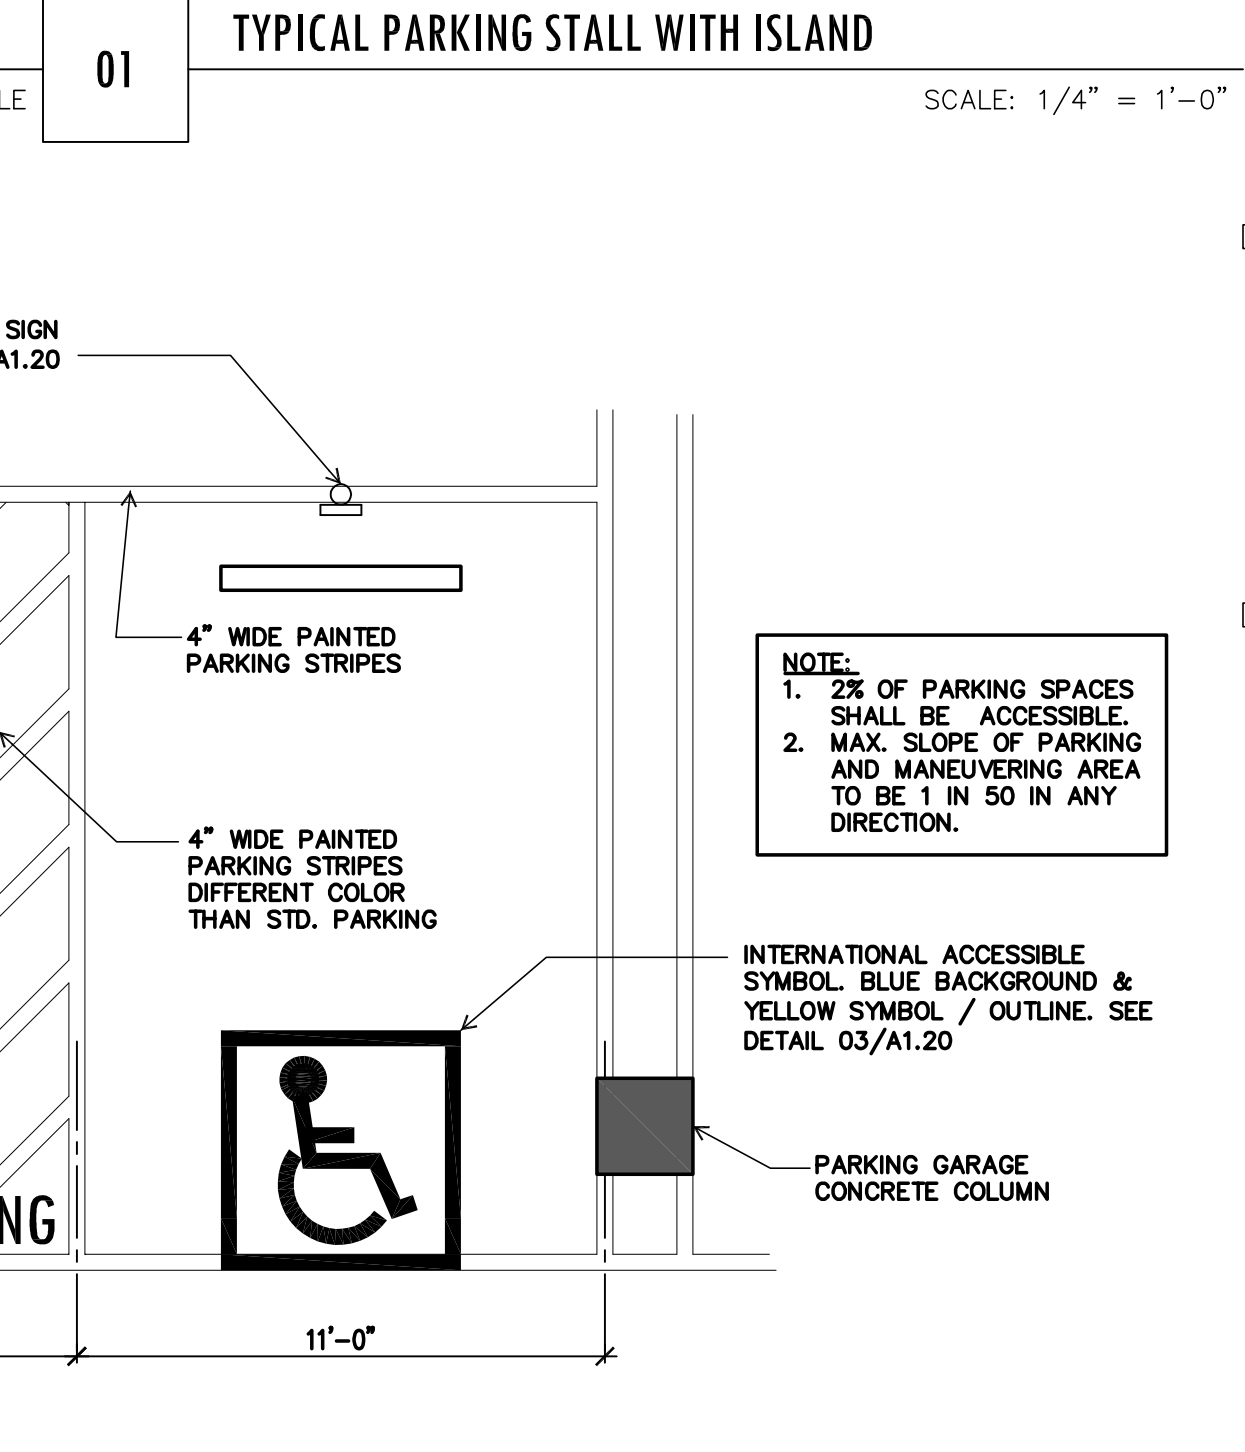 01
TYPICAL PARKING STALL WITH ISLAND
LE
SCALE: 1/4" = 1'-0"
SIGN
A1.20
4" WIDE PAINTED
PARKING STRIPES
NOTE:
1. 2% OF PARKING SPACES
SHALL BE ACCESSIBLE.
2. MAX. SLOPE OF PARKING
AND MANEUVERING AREA
TO BE 1 IN 50 IN ANY
DIRECTION.
4" WIDE PAINTED
PARKING STRIPES
DIFFERENT COLOR
THAN STD. PARKING
INTERNATIONAL ACCESSIBLE
SYMBOL. BLUE BACKGROUND &
YELLOW SYMBOL / OUTLINE. SEE
DETAIL 03/A1.20
PARKING GARAGE
CONCRETE COLUMN
NG
11'-0"